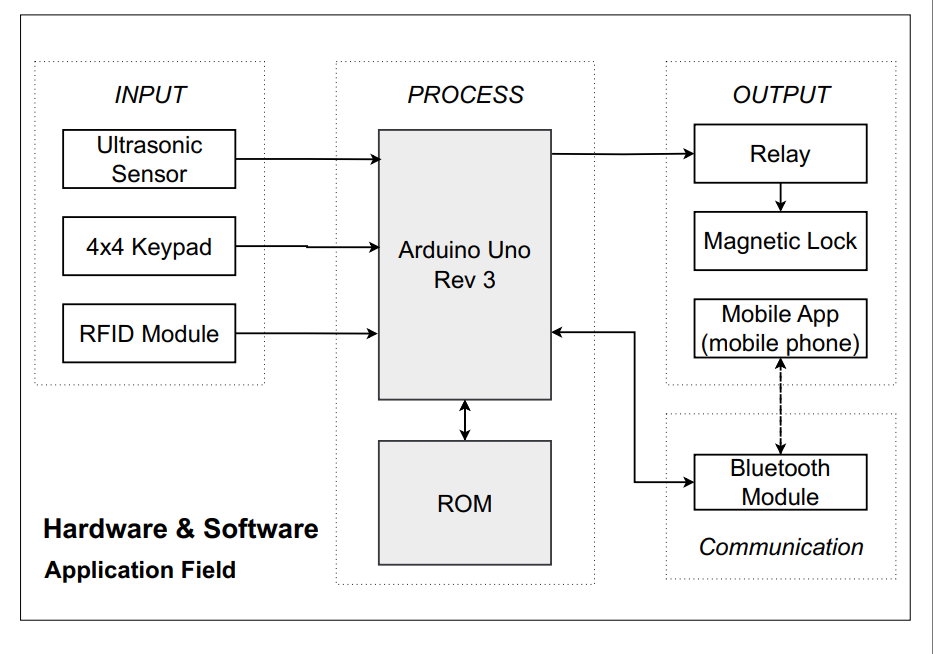 INPUT
Ultrasonic
Sensor
4x4 Keypad
RFID Module
PROCESS
Arduino Uno
Rev 3
ROM
OUTPUT
Relay
Magnetic Lock
Mobile App
(mobile phone)
Bluetooth
Module
Communication
Hardware & Software
Application Field